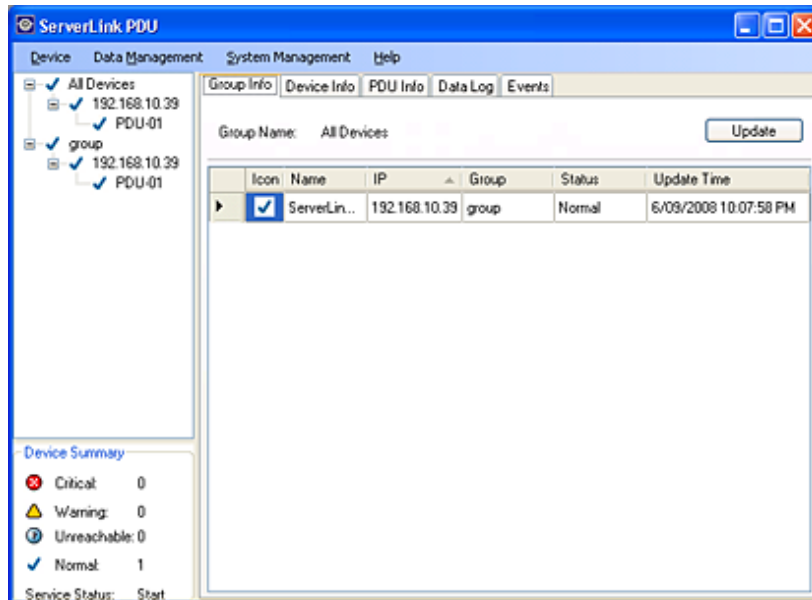 ServerLink PDU
Device Data Management System Management Help
All Devices
192.168.10.39
PDU-01
group
192.168.10.39
PDU-01
Device Summary
Critical: 0
Warning: 0
Unreachable: 0
Normal: 1
Service Status: Start
Group Info Device Info PDU Info Data Log Events
Group Name: All Devices
Update
Icon Name IP Group Status Update Time
ServerLin... 192.168.10.39 group Normal 6/09/2008 10:07:58 PM